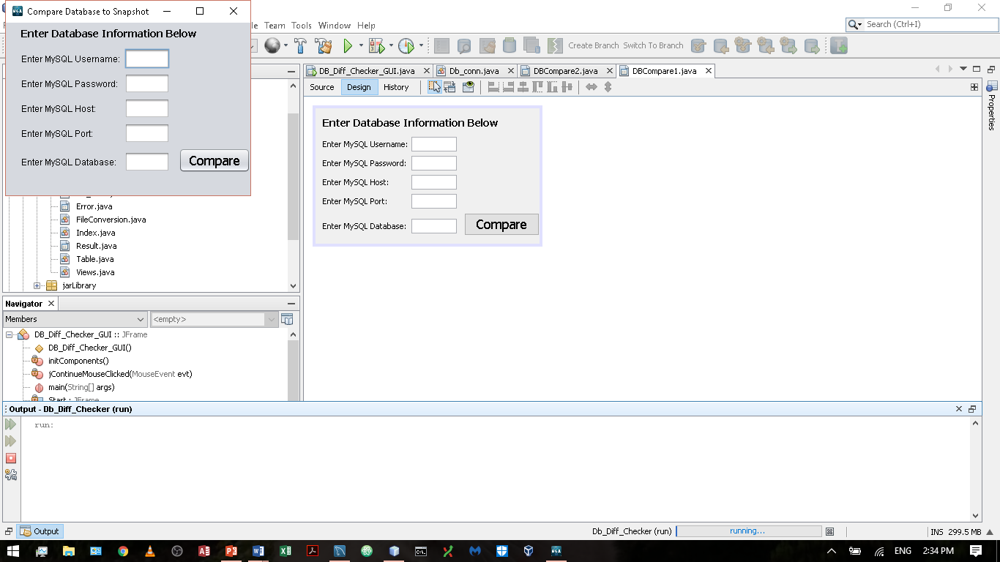 Compare Database to Snapshot
Enter Database Information Below
Enter MySQL Username:
Enter MySQL Password:
Enter MySQL Host:
Enter MySQL Port:
Enter MySQL Database:
Compare
Team Tools Window Help
Search (Ctrl+I)
Create Branch Switch To Branch
DB_Diff_Checker_GUI.java
Db_conn.java
DBCompare2.java
DBCompare1.java
Source Design History
Enter Database Information Below
Enter MySQL Username:
Enter MySQL Password:
Enter MySQL Host:
Enter MySQL Port:
Enter MySQL Database:
Compare
Properties
Error.java
FileConversion.java
Index.java
Result.java
Table.java
Views.java
jarLibrary
Navigator
Members
<empty>
DB_Diff_Checker_GUI :: JFrame
DB_Diff_Checker_GUI()
initComponents()
jContinueMouseClicked(MouseEvent evt)
main(String[] args)
Start : JFrame
Output - Db_Diff_Checker (run)
run:
Output
Db_Diff_Checker (run)
running...
INS 299.5 MB
ENG 2:34 PM